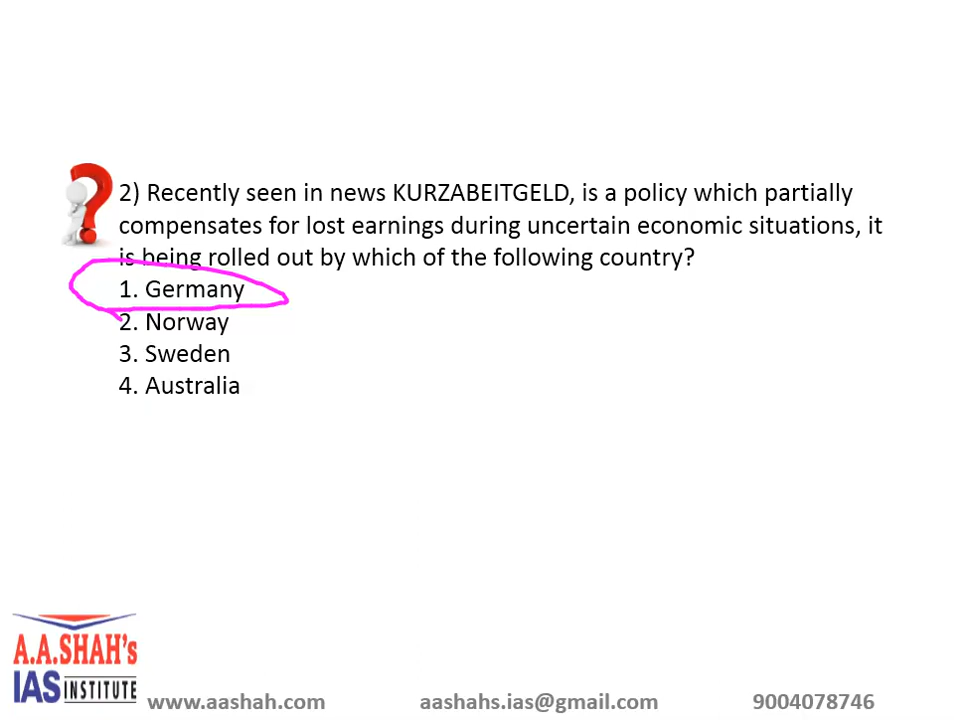 2) Recently seen in news KURZABEITGELD, is a policy which partially
compensates for lost earnings during uncertain economic situations, it
is being rolled out by which of the following country?
1. Germany
2. Norway
3. Sweden
4. Australia
A.A.SHAH's
IAS INSTITUTE
www.aashah.com aashahs.ias@gmail.com 9004078746